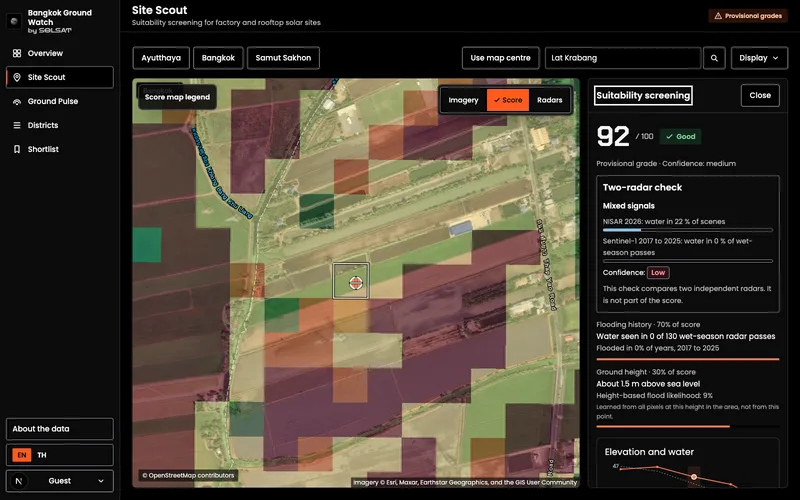 Bangkok Ground
Watch
by SOLSAT
Overview
Site Scout
Ground Pulse
Districts
Shortlist
About the data
EN TH
N Guest
Site Scout
Suitability screening for factory and rooftop solar sites
Provisional grades
Ayutthaya Bangkok Samut Sakhon
Use map centre Lat Krabang Display
Score map legend
Imagery Score Radars
© OpenStreetMap contributors
Imagery © Esri, Maxar, Earthstar Geographics, and the GIS User Community
Suitability screening Close
92 / 100 Good
Provisional grade · Confidence: medium
Two-radar check
Mixed signals
NISAR 2026: water in 22 % of scenes
Sentinel-1 2017 to 2025: water in 0 % of wet-
season passes
Confidence: Low
This check compares two independent radars. It
is not part of the score.
Flooding history · 70% of score
Water seen in 0 of 130 wet-season radar passes
Flooded in 0% of years, 2017 to 2025
Ground height · 30% of score
About 1.5 m above sea level
Height-based flood likelihood: 9%
Learned from all pixels at this height in the area, not from this
point.
Elevation and water
47